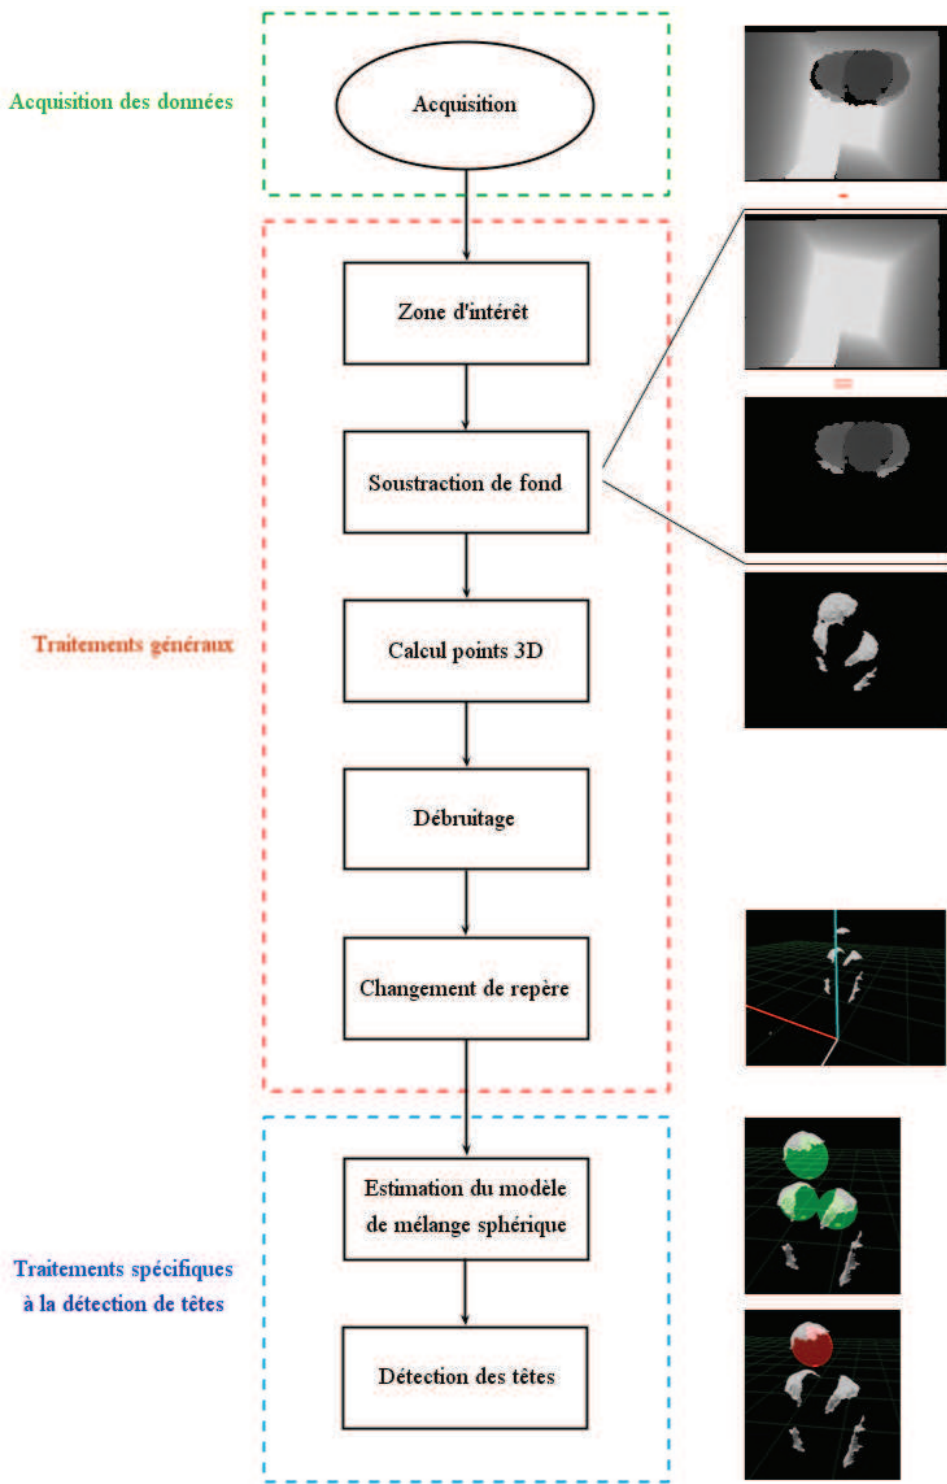 Acquisition des données
Acquisition
Zone d'intérêt
Soustraction de fond
Traitements généraux
Calcul points 3D
Débruitage
Changement de repère
Estimation du modèle
de mélange sphérique
Traitements spécifiques
à la détection de têtes
Détection des têtes